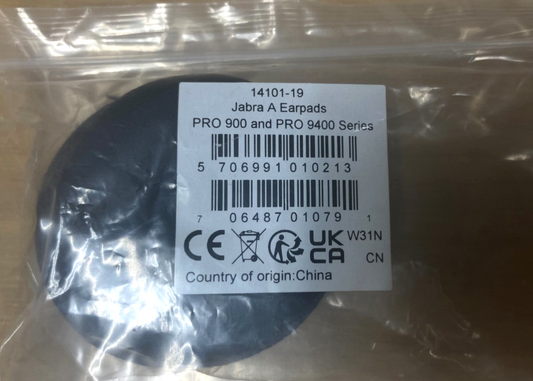 14101-19
Jabra A Earpads
PRO 900 and PRO 9400 Series
5 706991 010213
7 06487 01079 1
CE UK CA W31N
CN
Country of origin:China